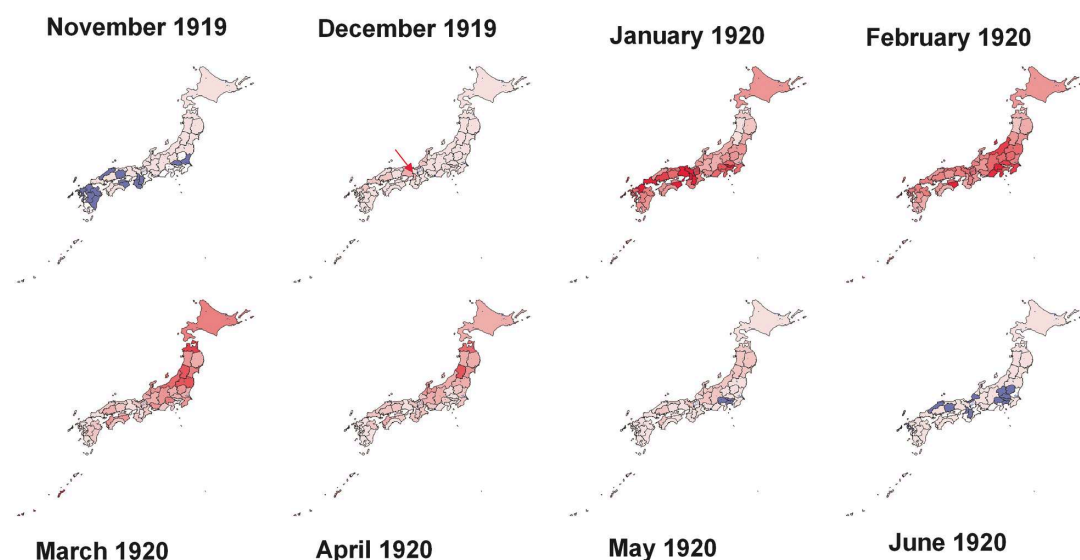 November 1919
December 1919
January 1920
February 1920
March 1920
April 1920
May 1920
June 1920